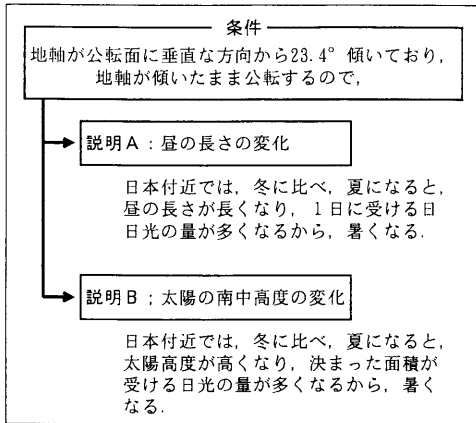 条件
地軸が公転面に垂直な方向から23.4°傾いており,
地軸が傾いたまま公転するので,
説明A:昼の長さの変化
日本付近では,冬に比べ,夏になると,
昼の長さが長くなり,1日に受ける日
日光の量が多くなるから,暑くなる.
説明B;太陽の南中高度の変化
日本付近では,冬に比べ,夏になると,
太陽高度が高くなり,決まった面積が
受ける日光の量が多くなるから,暑く
なる.